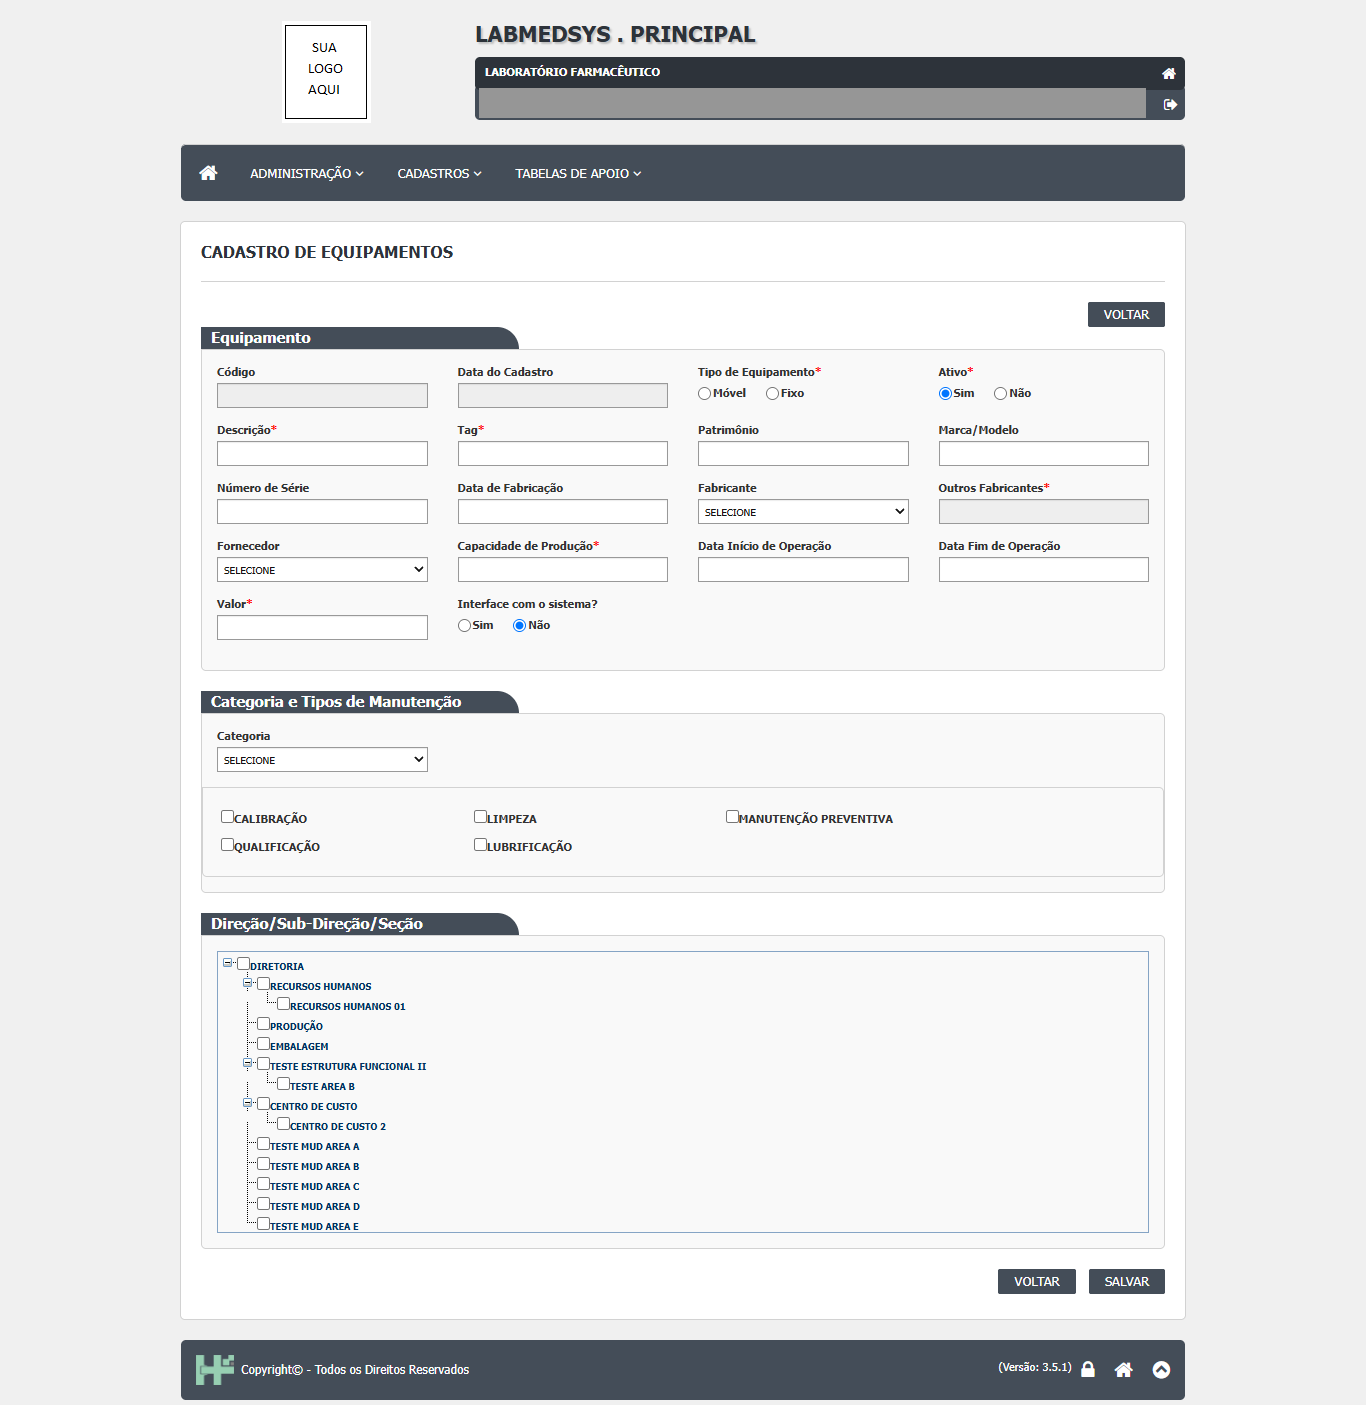 SUA
LOGO
AQUI
LABMEDSYS . PRINCIPAL
LABORATÓRIO FARMACÊUTICO
ADMINISTRAÇÃO CADASTROS TABELAS DE APOIO
CADASTRO DE EQUIPAMENTOS
VOLTAR
Equipamento
Código Data do Cadastro Tipo de Equipamento* Ativo*
Móvel Fixo Sim Não
Descrição* Tag* Patrimônio Marca/Modelo
Número de Série Data de Fabricação Fabricante Outros Fabricantes*
SELECIONE
Fornecedor Capacidade de Produção* Data Início de Operação Data Fim de Operação
SELECIONE
Valor* Interface com o sistema?
Sim Não
Categoria e Tipos de Manutenção
Categoria
SELECIONE
CALIBRAÇÃO LIMPEZA MANUTENÇÃO PREVENTIVA
QUALIFICAÇÃO LUBRIFICAÇÃO
Direção/Sub-Direção/Seção
DIRETORIA
RECURSOS HUMANOS
RECURSOS HUMANOS 01
PRODUÇÃO
EMBALAGEM
TESTE ESTRUTURA FUNCIONAL II
TESTE AREA B
CENTRO DE CUSTO
CENTRO DE CUSTO 2
TESTE MUD AREA A
TESTE MUD AREA B
TESTE MUD AREA C
TESTE MUD AREA D
TESTE MUD AREA E
VOLTAR SALVAR
Copyright© - Todos os Direitos Reservados (Versão: 3.5.1)